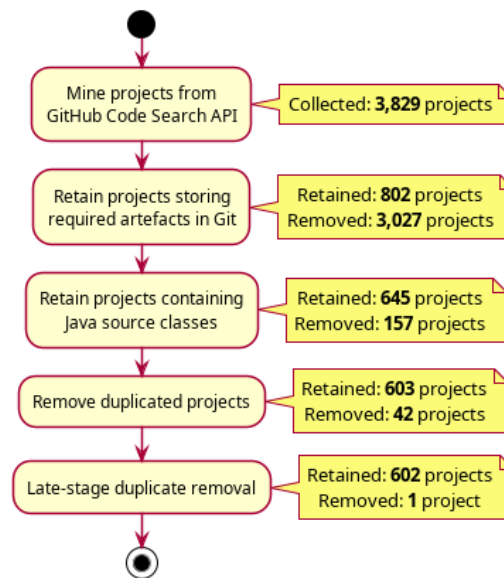 Mine projects from
GitHub Code Search API
Collected: 3,829 projects
Retain projects storing
required artefacts in Git
Retained: 802 projects
Removed: 3,027 projects
Retain projects containing
Java source classes
Retained: 645 projects
Removed: 157 projects
Remove duplicated projects
Retained: 603 projects
Removed: 42 projects
Late-stage duplicate removal
Retained: 602 projects
Removed: 1 project